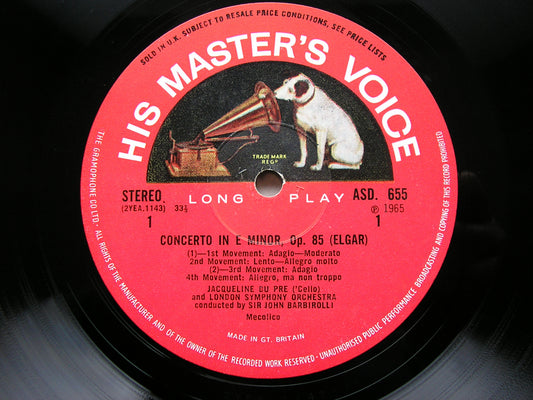 SOLD IN U.K. SUBJECT TO RESALE PRICE CONDITIONS, SEE PRICE LISTS
HIS MASTER'S VOICE
TRADE MARK
REGD
STEREO
LONG PLAY
ASD. 655
(2YEA.1143) 33⅓
℗ 1965
1
1
CONCERTO IN E MINOR, Op. 85 (ELGAR)
(1)—1st Movement: Adagio—Moderato
2nd Movement: Lento—Allegro molto
(2)—3rd Movement: Adagio
4th Movement: Allegro, ma non troppo
JACQUELINE DU PRE ('Cello)
and LONDON SYMPHONY ORCHESTRA
conducted by SIR JOHN BARBIROLLI
Mecolico
MADE IN GT. BRITAIN
THE GRAMOPHONE CO LTD. · ALL RIGHTS OF THE MANUFACTURER AND OF THE OWNER OF THE RECORDED WORK RESERVED · UNAUTHORISED PUBLIC PERFORMANCE BROADCASTING AND COPYING OF THIS RECORD PROHIBITED